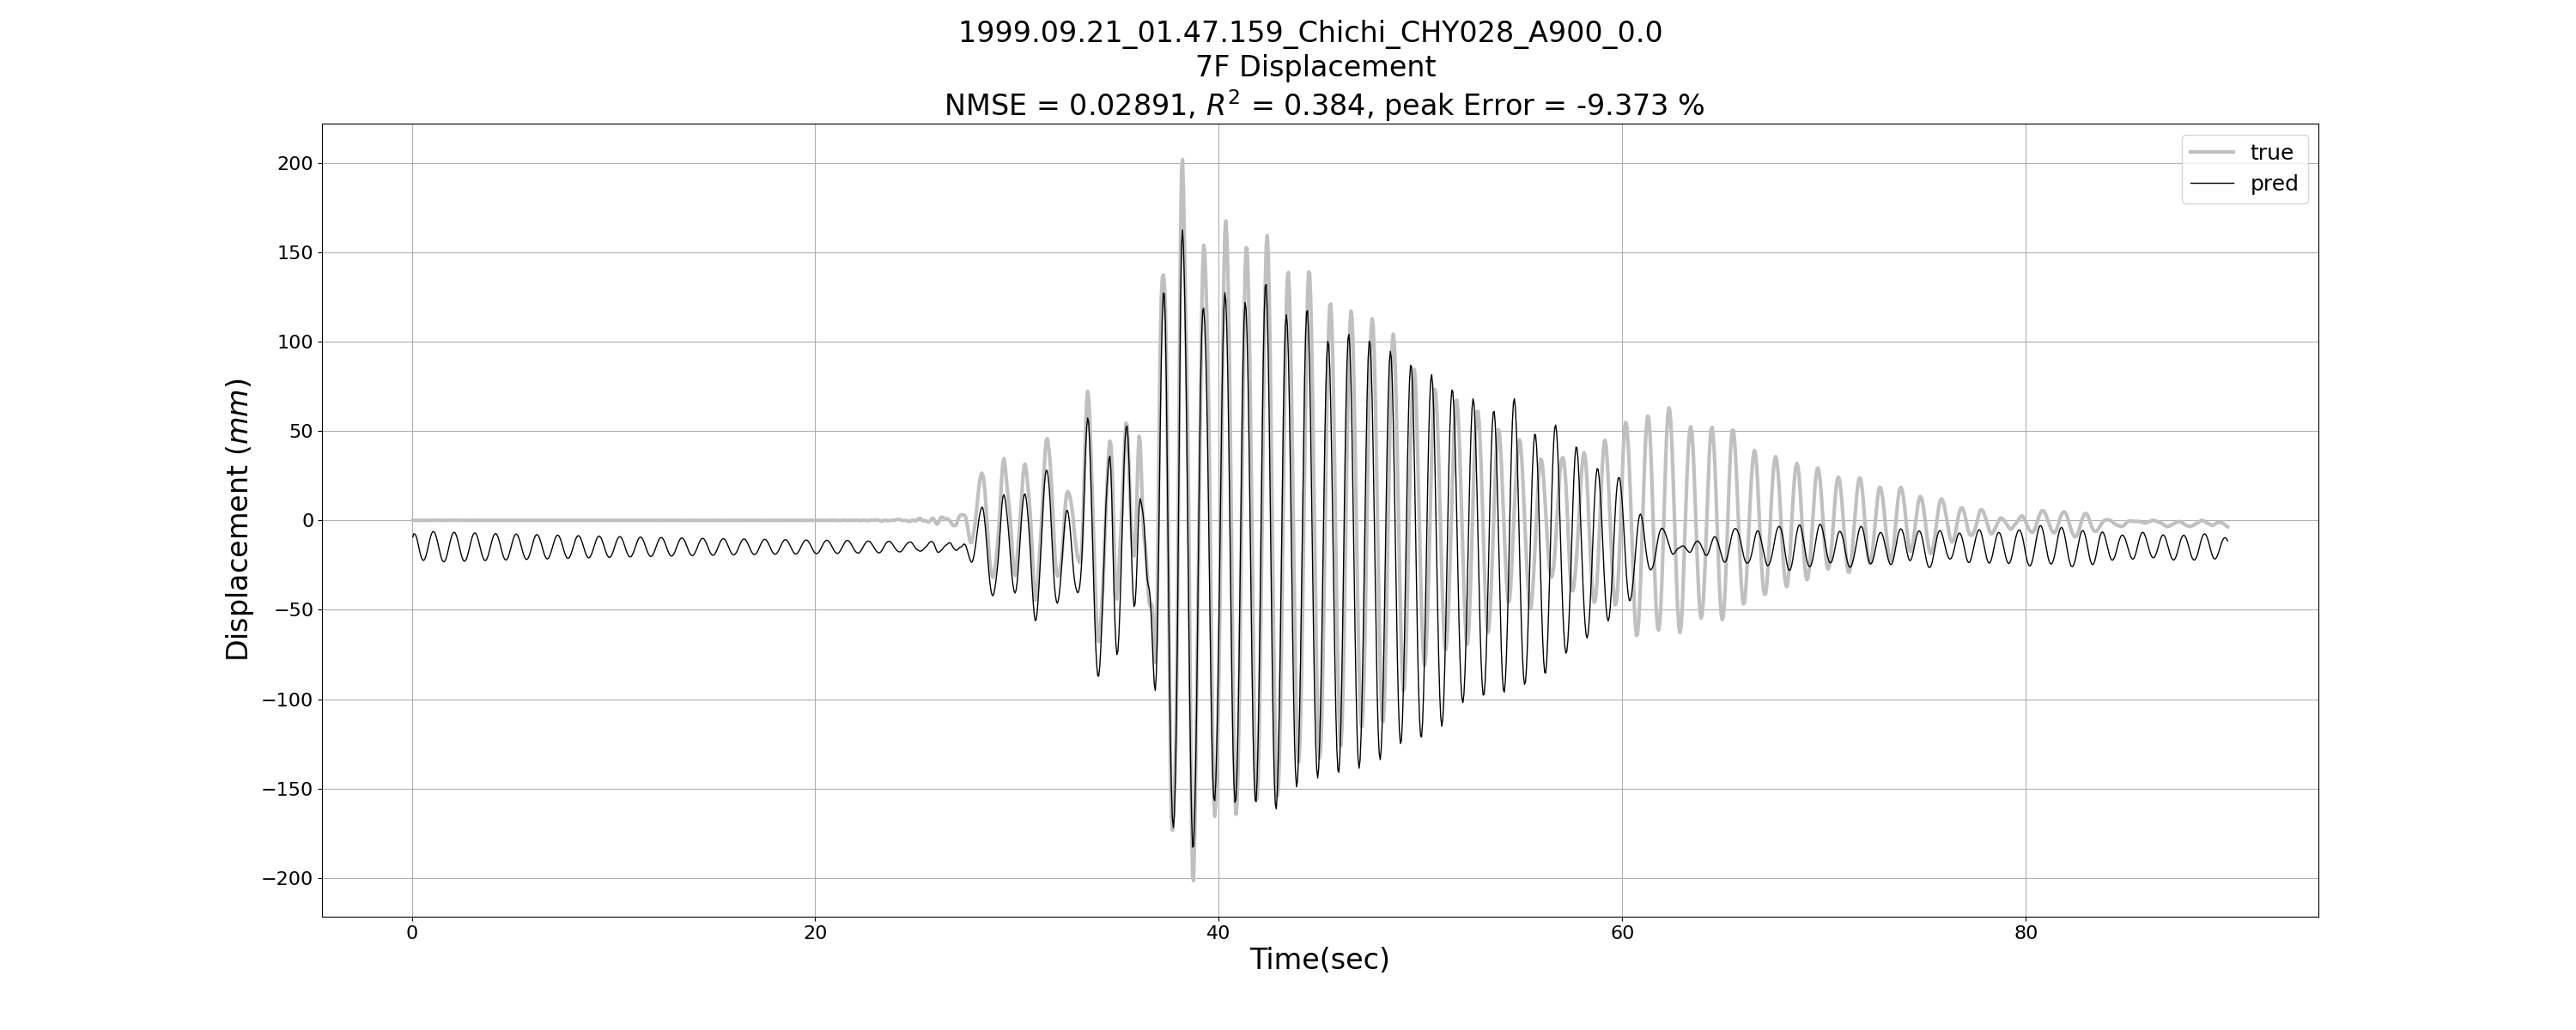 1999.09.21_01.47.159_Chichi_CHY028_A900_0.0
7F Displacement
NMSE = 0.02891, R² = 0.384, peak Error = -9.373 %
true
pred
200
150
100
50
0
−50
−100
−150
−200
Displacement (mm)
0 20 40 60 80
Time(sec)